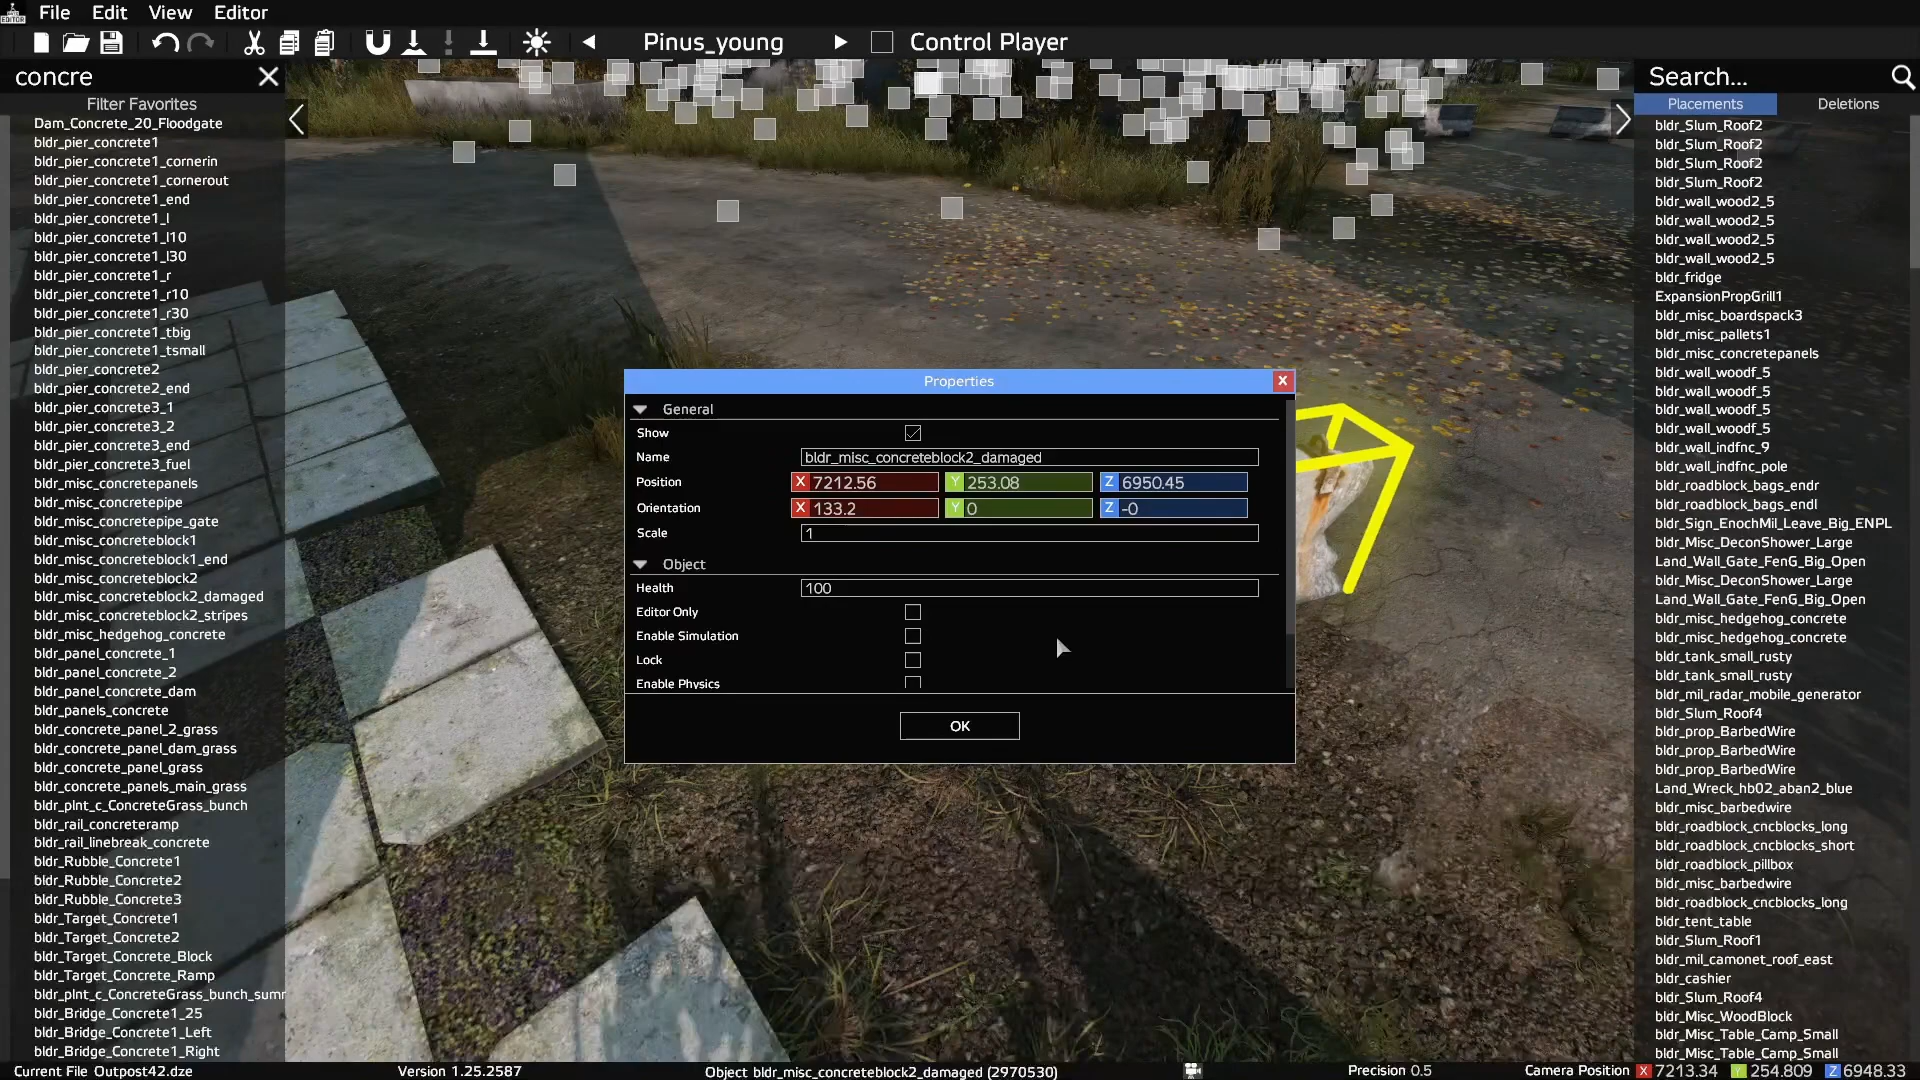 File Edit View Editor
EDITOR
Pinus_young Control Player
concre
Filter Favorites
Dam_Concrete_20_Floodgate
bldr_pier_concrete1
bldr_pier_concrete1_cornerin
bldr_pier_concrete1_cornerout
bldr_pier_concrete1_end
bldr_pier_concrete1_l
bldr_pier_concrete1_l10
bldr_pier_concrete1_l30
bldr_pier_concrete1_r
bldr_pier_concrete1_r10
bldr_pier_concrete1_r30
bldr_pier_concrete1_tbig
bldr_pier_concrete1_tsmall
bldr_pier_concrete2
bldr_pier_concrete2_end
bldr_pier_concrete3_1
bldr_pier_concrete3_2
bldr_pier_concrete3_end
bldr_pier_concrete3_fuel
bldr_misc_concretepanels
bldr_misc_concretepipe
bldr_misc_concretepipe_gate
bldr_misc_concreteblock1
bldr_misc_concreteblock1_end
bldr_misc_concreteblock2
bldr_misc_concreteblock2_damaged
bldr_misc_concreteblock2_stripes
bldr_misc_hedgehog_concrete
bldr_panel_concrete_1
bldr_panel_concrete_2
bldr_panel_concrete_dam
bldr_panels_concrete
bldr_concrete_panel_2_grass
bldr_concrete_panel_dam_grass
bldr_concrete_panel_grass
bldr_concrete_panels_main_grass
bldr_plnt_c_ConcreteGrass_bunch
bldr_rail_concreteramp
bldr_rail_linebreak_concrete
bldr_Rubble_Concrete1
bldr_Rubble_Concrete2
bldr_Rubble_Concrete3
bldr_Target_Concrete1
bldr_Target_Concrete2
bldr_Target_Concrete_Block
bldr_Target_Concrete_Ramp
bldr_plnt_c_ConcreteGrass_bunch_sumr
bldr_Bridge_Concrete1_25
bldr_Bridge_Concrete1_Left
bldr_Bridge_Concrete1_Right
Properties X
General
Show
Name bldr_misc_concreteblock2_damaged
Position X 7212.56 Y 253.08 Z 6950.45
Orientation X 133.2 Y 0 Z -0
Scale 1
Object
Health 100
Editor Only
Enable Simulation
Lock
Enable Physics
OK
Search...
Placements Deletions
bldr_Slum_Roof2
bldr_Slum_Roof2
bldr_Slum_Roof2
bldr_Slum_Roof2
bldr_wall_wood2_5
bldr_wall_wood2_5
bldr_wall_wood2_5
bldr_wall_wood2_5
bldr_fridge
ExpansionPropGrill1
bldr_misc_boardspack3
bldr_misc_pallets1
bldr_misc_concretepanels
bldr_wall_woodf_5
bldr_wall_woodf_5
bldr_wall_woodf_5
bldr_wall_woodf_5
bldr_wall_indfnc_9
bldr_wall_indfnc_pole
bldr_roadblock_bags_endr
bldr_roadblock_bags_endl
bldr_Sign_EnochMil_Leave_Big_ENPL
bldr_Misc_DeconShower_Large
Land_Wall_Gate_FenG_Big_Open
bldr_Misc_DeconShower_Large
Land_Wall_Gate_FenG_Big_Open
bldr_misc_hedgehog_concrete
bldr_misc_hedgehog_concrete
bldr_tank_small_rusty
bldr_tank_small_rusty
bldr_mil_radar_mobile_generator
bldr_Slum_Roof4
bldr_prop_BarbedWire
bldr_prop_BarbedWire
bldr_prop_BarbedWire
Land_Wreck_hb02_aban2_blue
bldr_misc_barbedwire
bldr_roadblock_cncblocks_long
bldr_roadblock_cncblocks_short
bldr_roadblock_pillbox
bldr_misc_barbedwire
bldr_roadblock_cncblocks_long
bldr_tent_table
bldr_Slum_Roof1
bldr_mil_camonet_roof_east
bldr_cashier
bldr_Slum_Roof4
bldr_Misc_WoodBlock
bldr_Misc_Table_Camp_Small
bldr_Misc_Table_Camp_Small
Current File Outpost42.dze Version 1.25.2587 Object bldr_misc_concreteblock2_damaged (2970530) Precision 0.5 Camera Position X 7213.34 Y 254.809 Z 6948.33